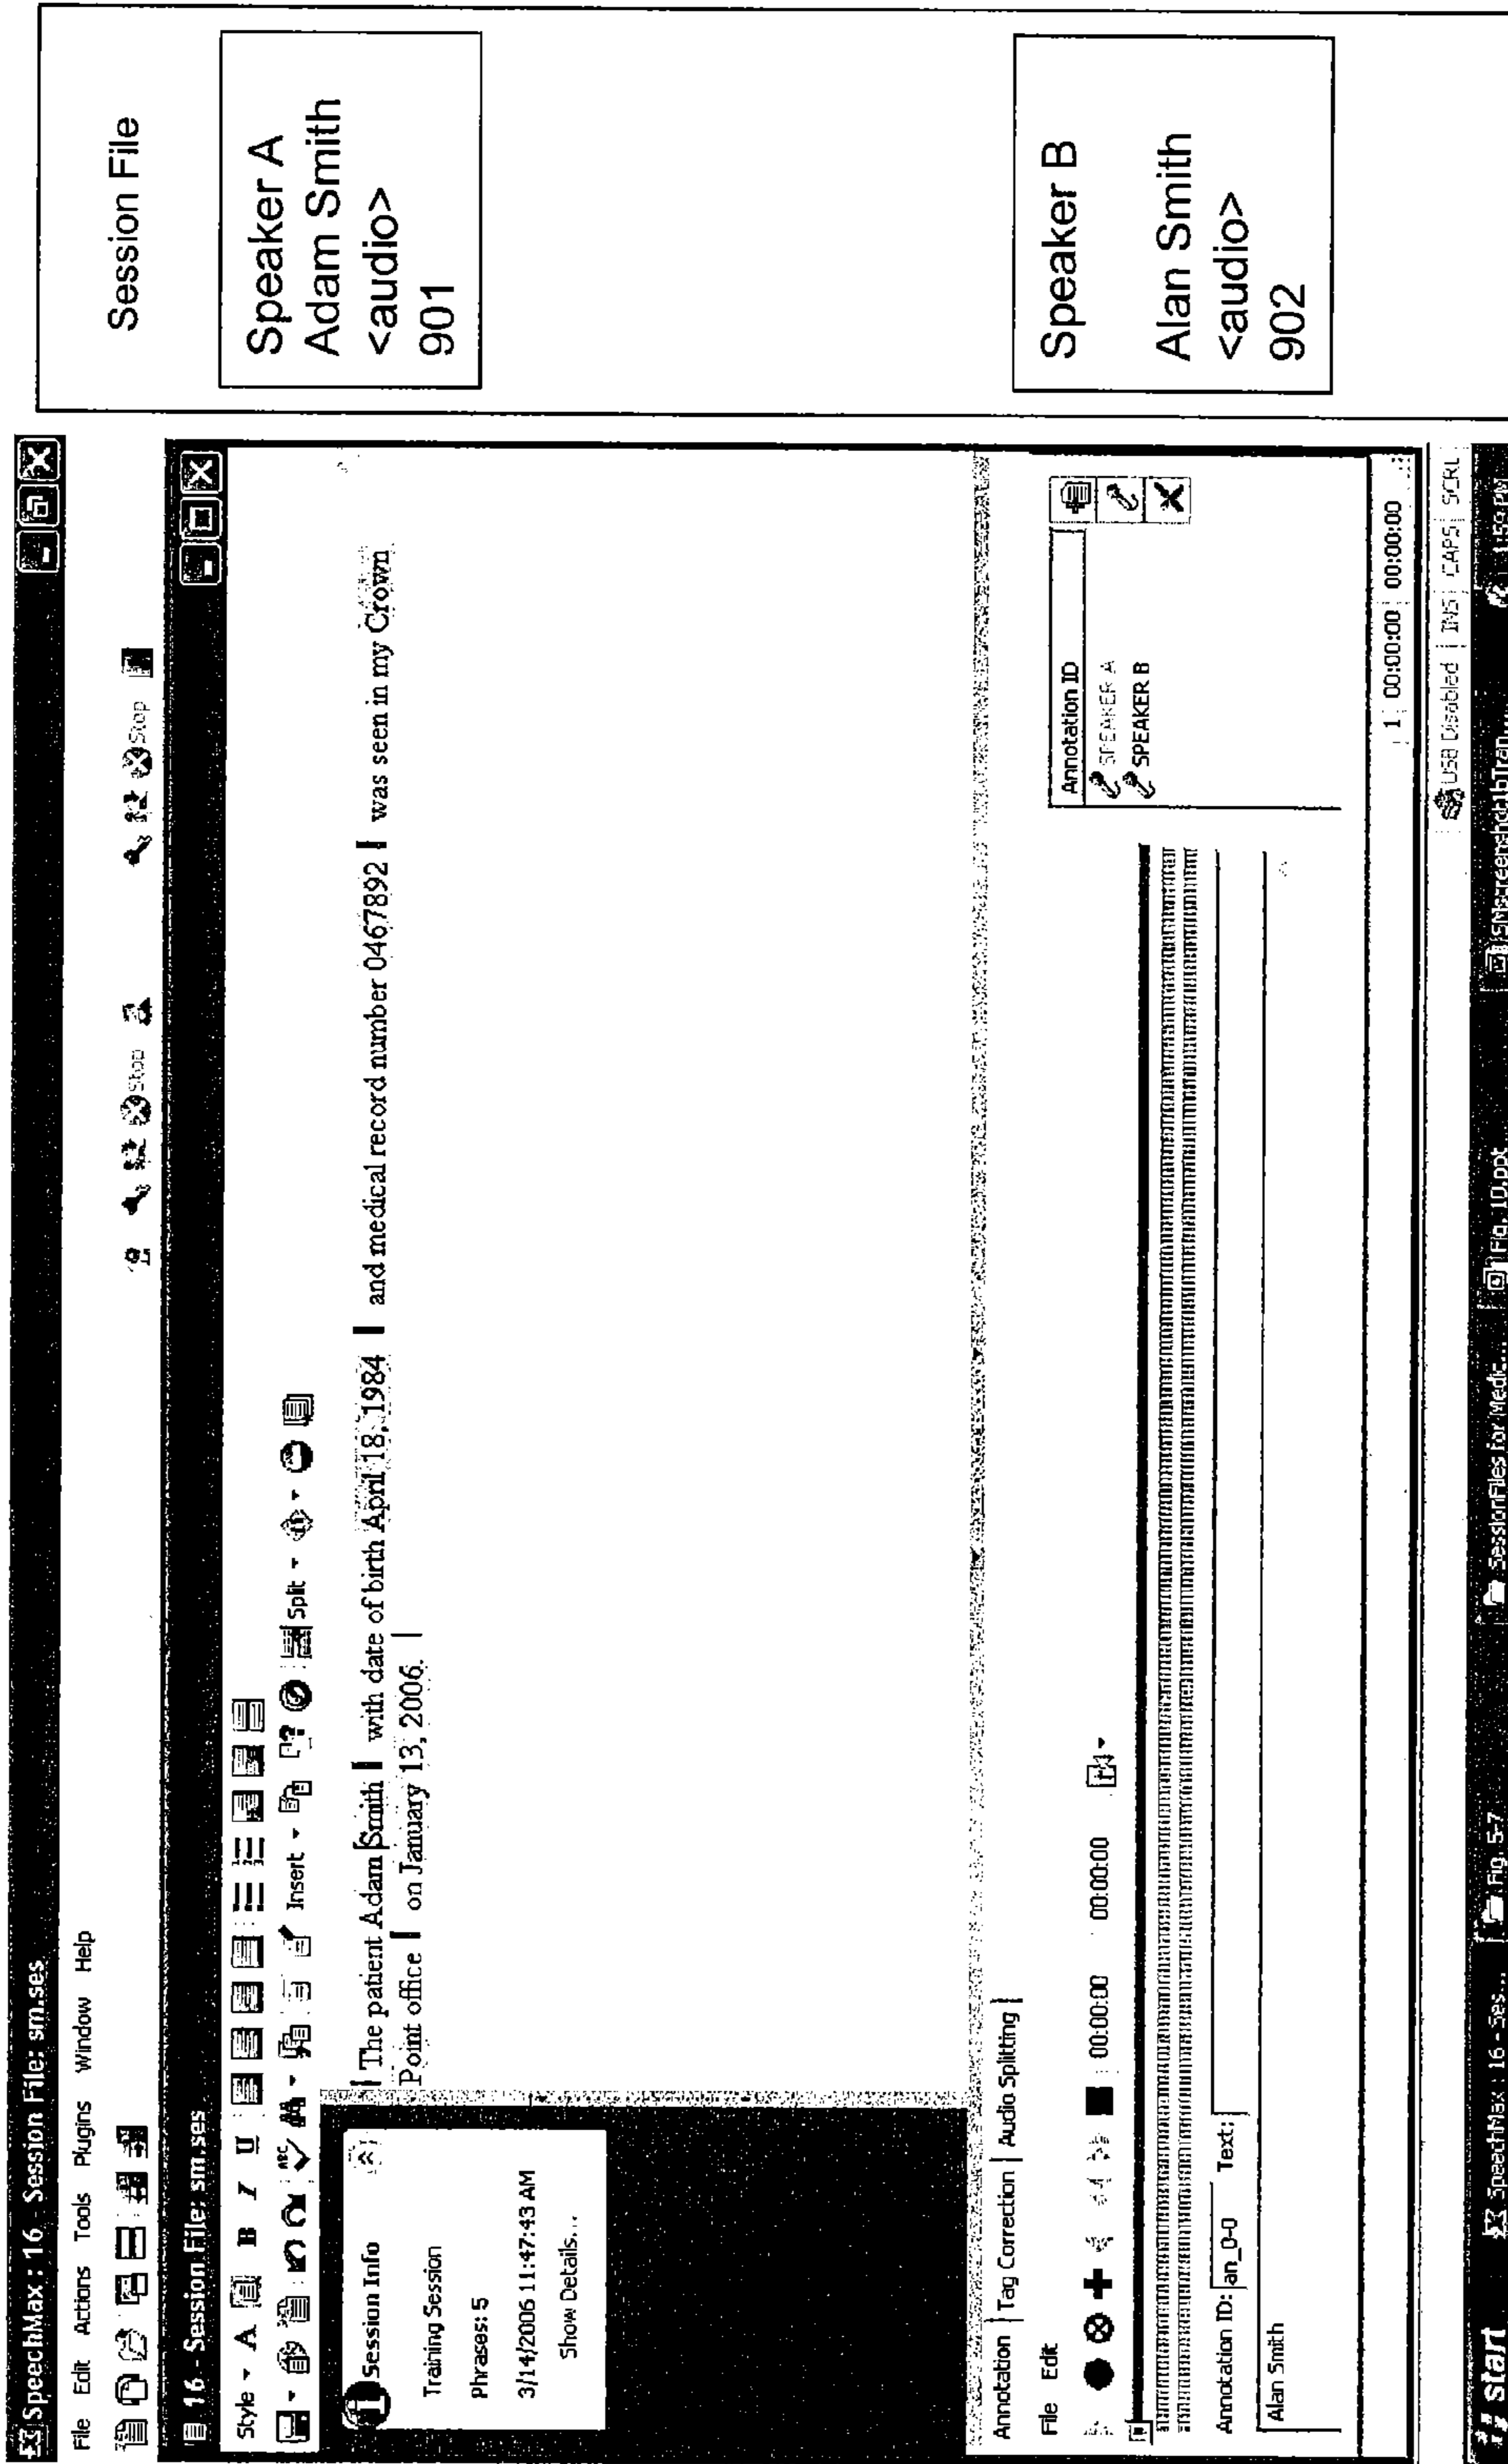 SpeechMax : 16 - Session File: sm.ses
File Edit Actions Tools Plugins Window Help
Stop Stop
16 - Session File: sm.ses
Style A B I U
Insert Split
Session Info
Training Session
Phrases: 5
3/14/2006 11:47:43 AM
Show Details...
The patient Adam Smith with date of birth April 18, 1984 and medical record number 0467892 was seen in my Crown
Point office on January 13, 2006.
Annotation Tag Correction Audio Splitting
File Edit
00:00:00 00:00:00
Annotation ID: an_0-0 Text:
Alan Smith
Annotation ID
SPEAKER A
SPEAKER B
1 00:00:00 00:00:00
USB Disabled INS CAPS SCRL
start SpeechMax : 16 - Ses... Fig. 5-7 SessionFiles for Medic... Fig. 10.ppt
Session File
Speaker A
Adam Smith
<audio>
901
Speaker B
Alan Smith
<audio>
902